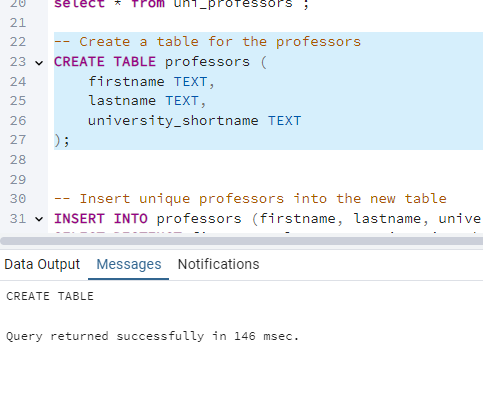 20 select * from uni_professors ;
21
22 -- Create a table for the professors
23 CREATE TABLE professors (
24 firstname TEXT,
25 lastname TEXT,
26 university_shortname TEXT
27 );
28
29
30 -- Insert unique professors into the new table
31 INSERT INTO professors (firstname, lastname, unive
Data Output Messages Notifications
CREATE TABLE
Query returned successfully in 146 msec.